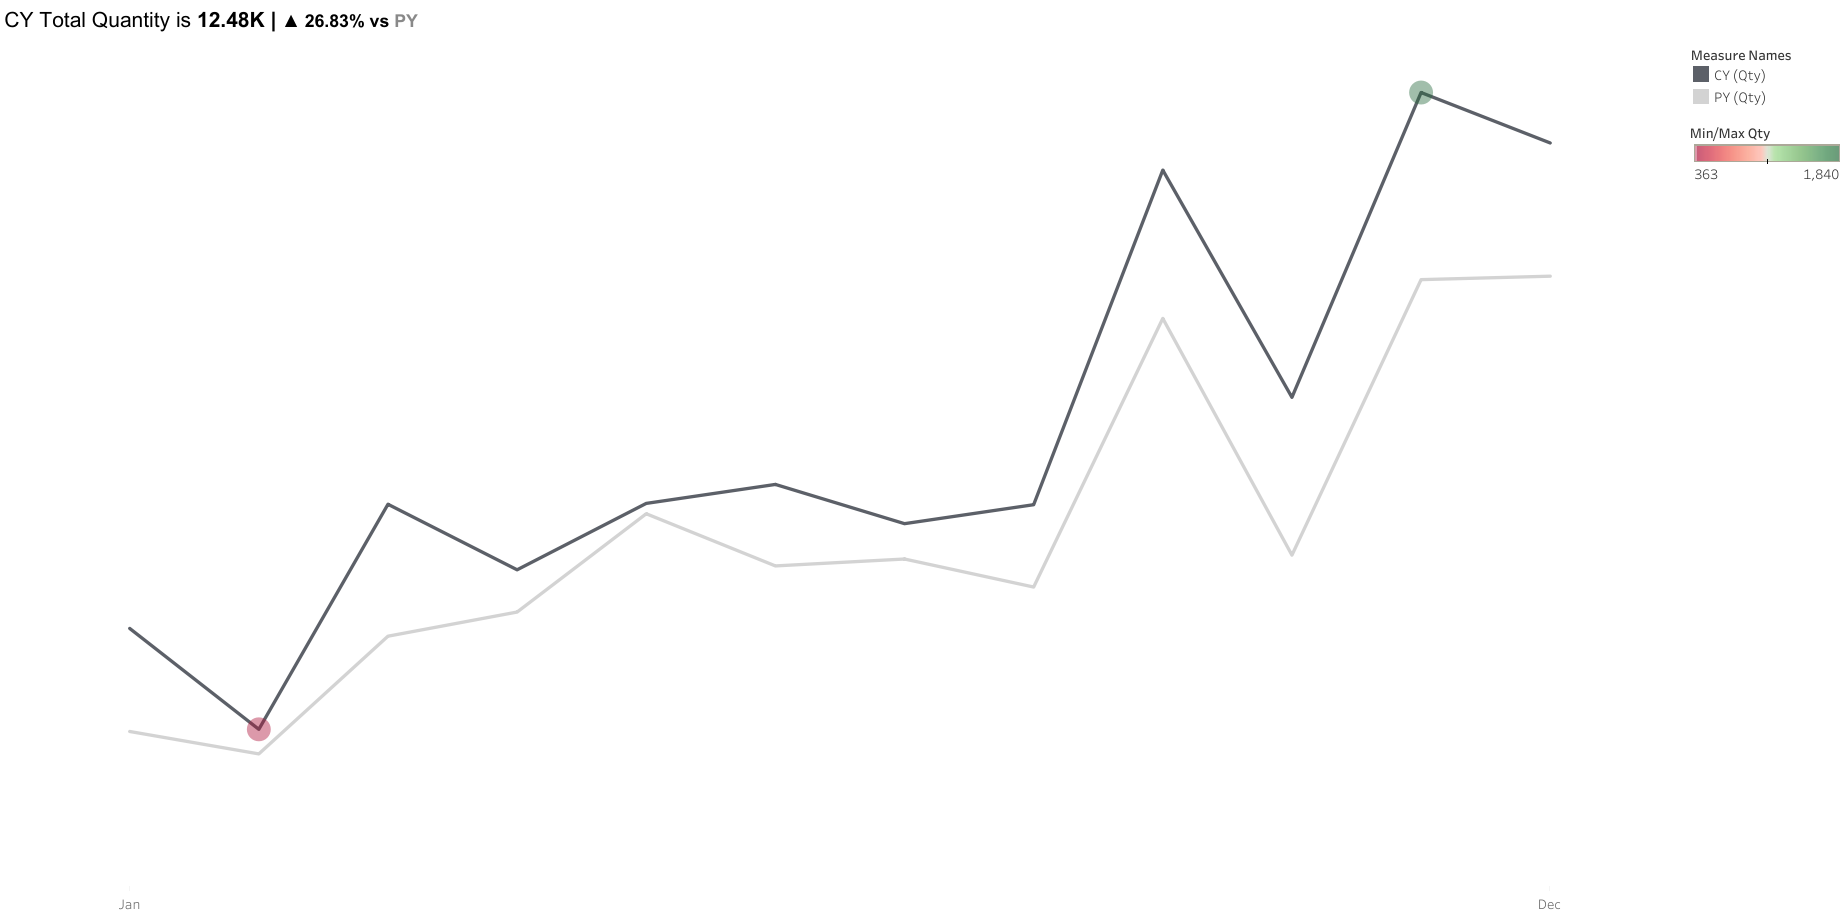 CY Total Quantity is 12.48K | ▲ 26.83% vs PY
Measure Names
CY (Qty)
PY (Qty)
Min/Max Qty
363 1,840
Jan Dec